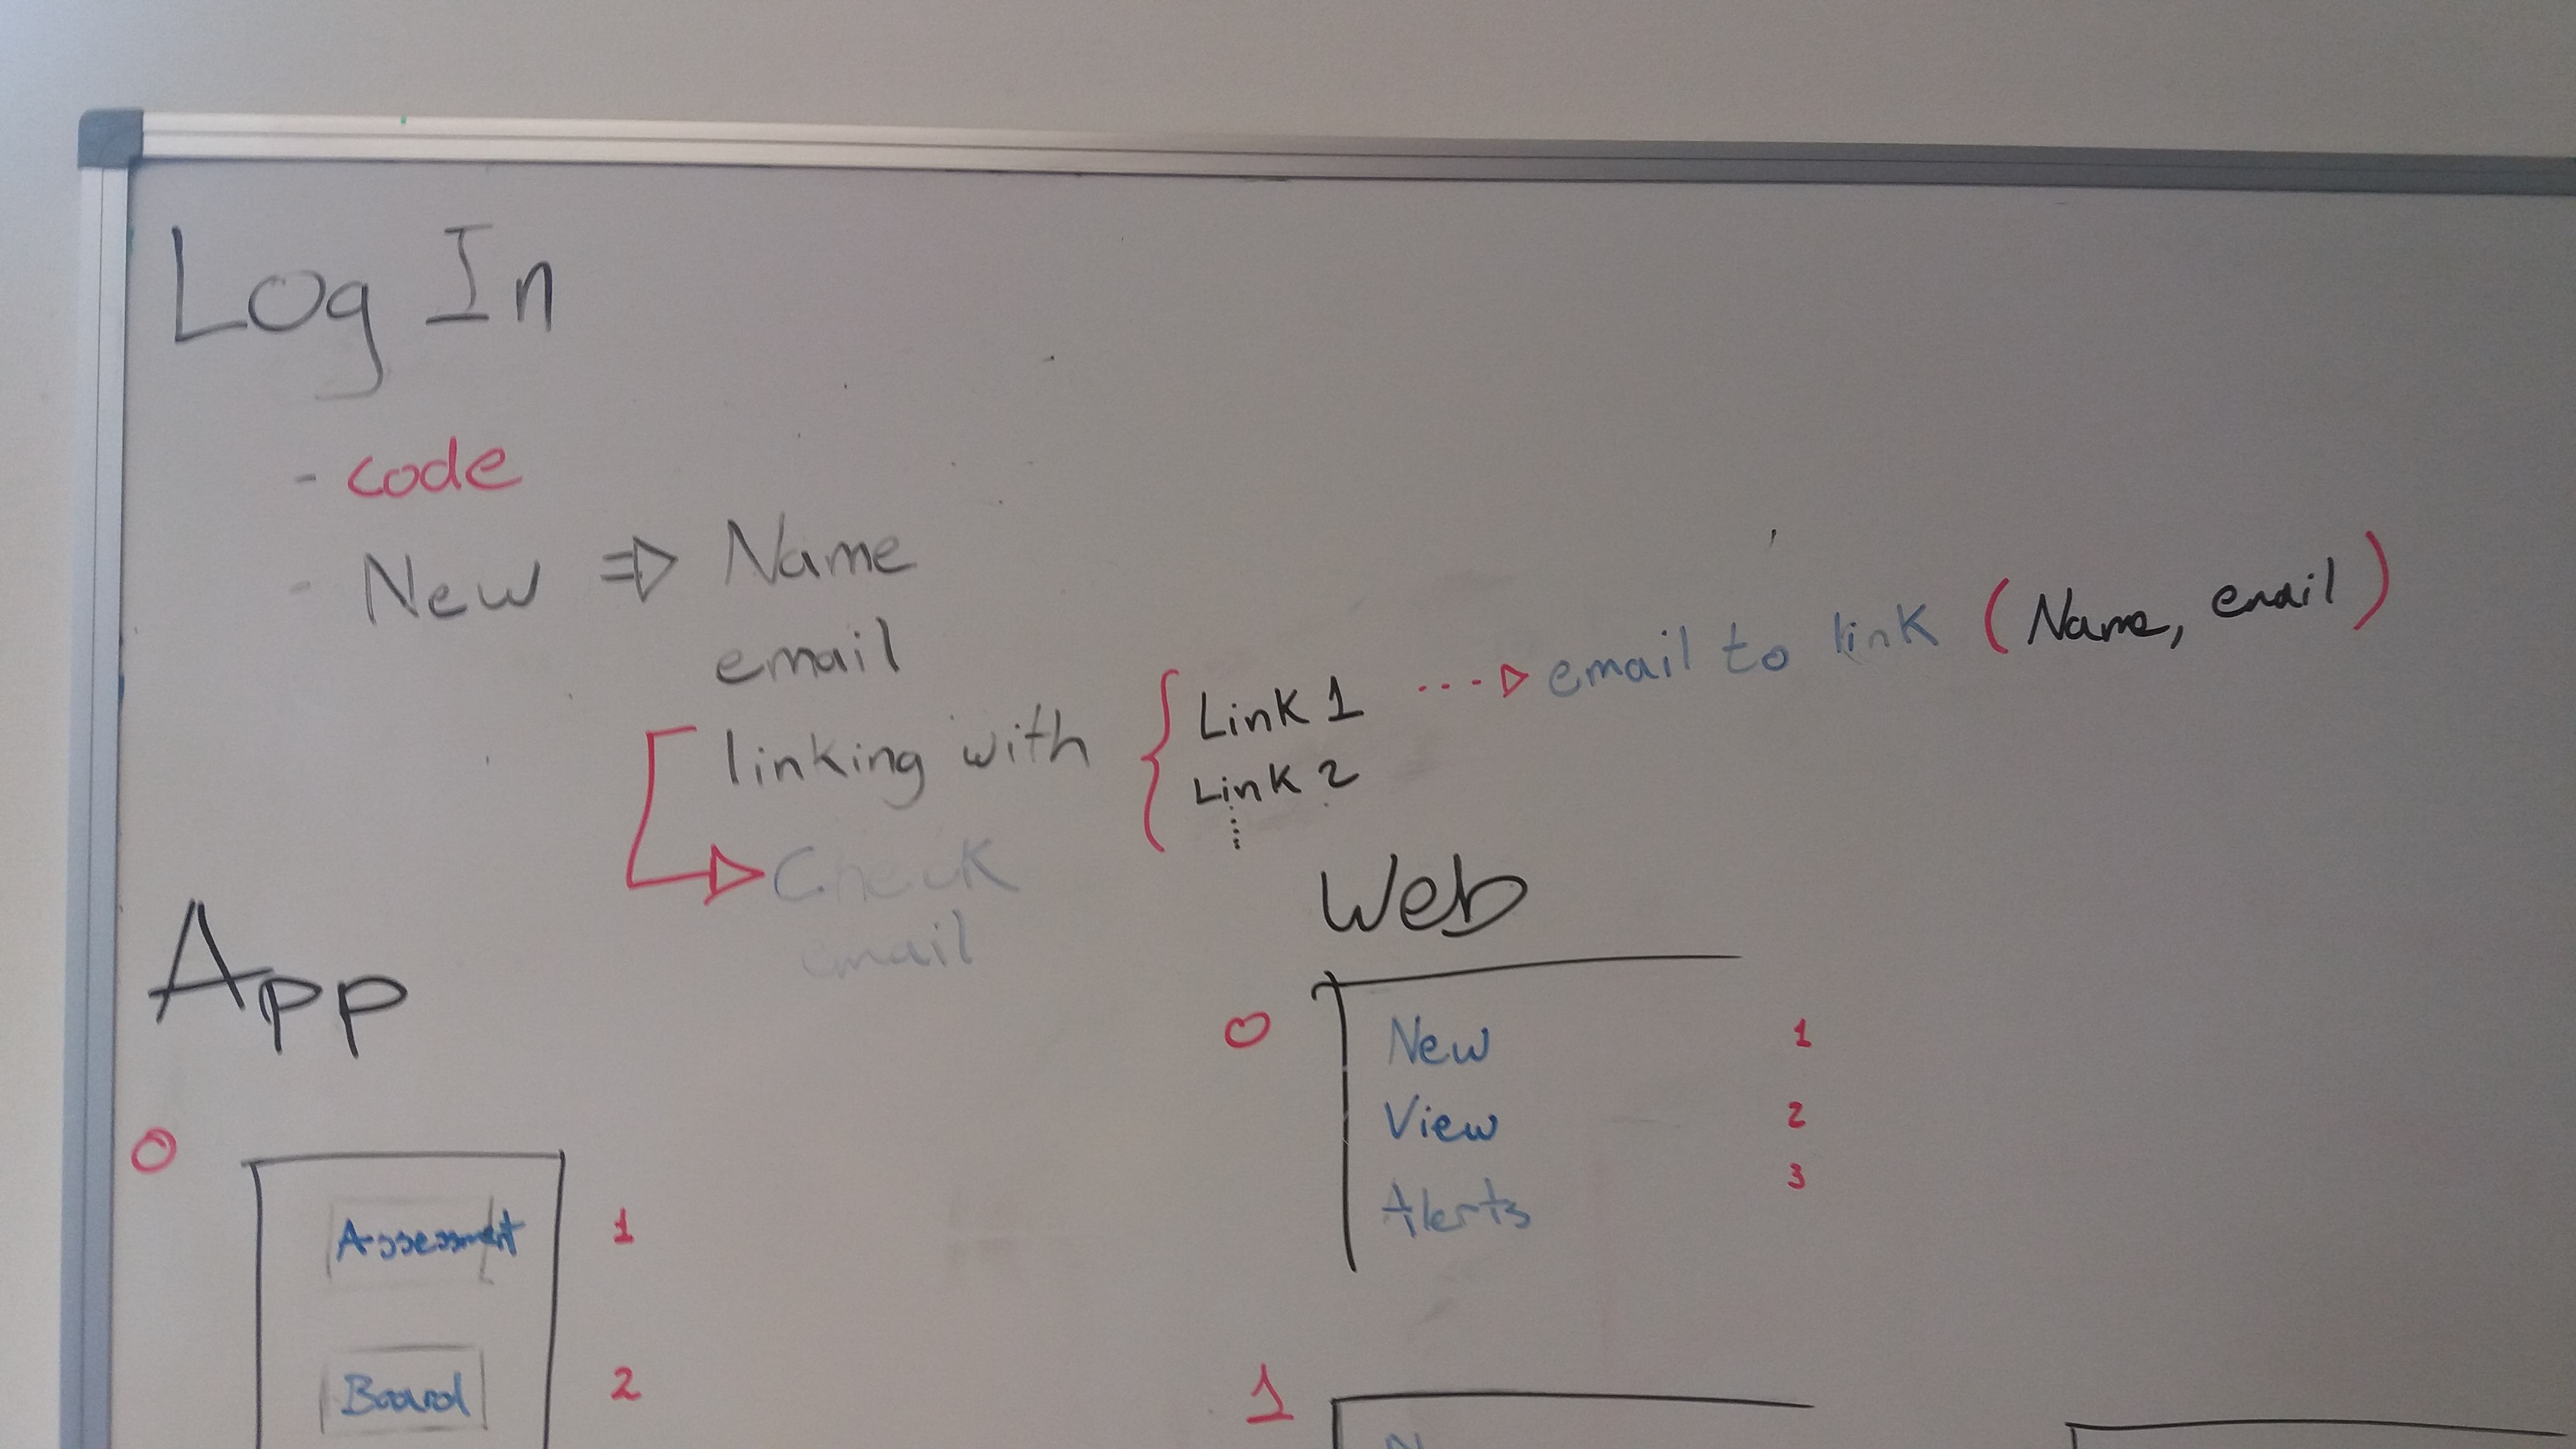 Log In
- code
- New ⇒ Name
email
linking with { Link 1 ---▷ email to link (Name, email)
Link 2
Check
email
App
Web
0
New 1
View 2
Alerts 3
0
Assessment 1
Board 2
1